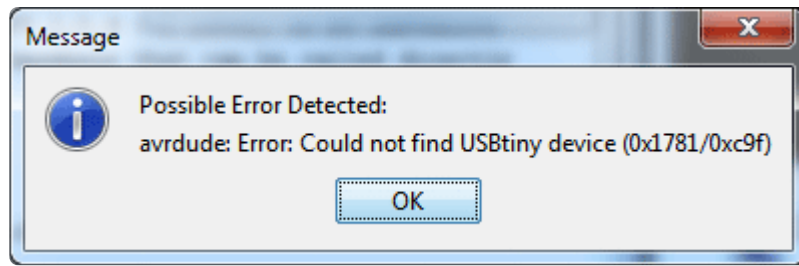 Message
Possible Error Detected:
avrdude: Error: Could not find USBtiny device (0x1781/0xc9f)
OK